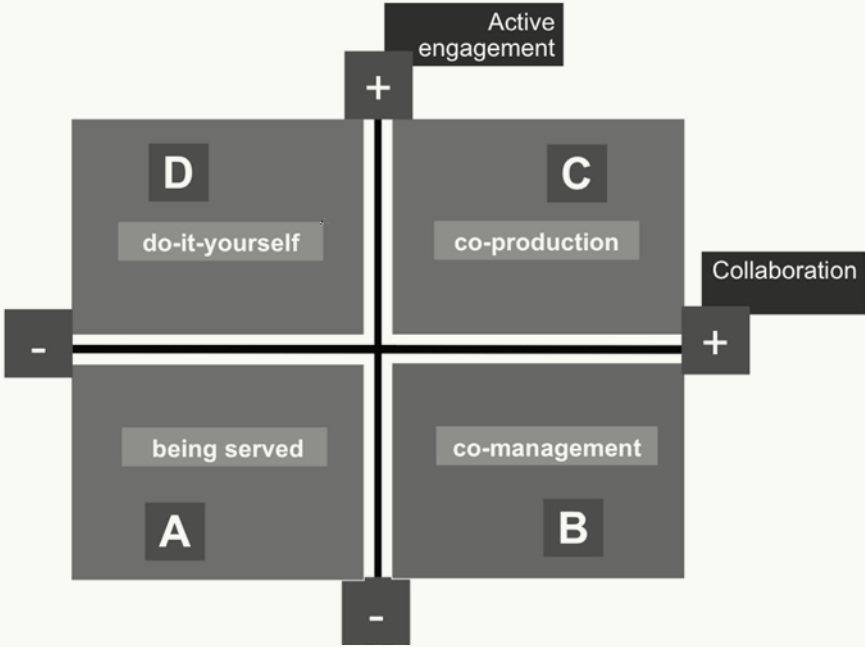 Active
engagement
+
D
C
do-it-yourself
co-production
Collaboration
-
+
being served
co-management
A
B
-